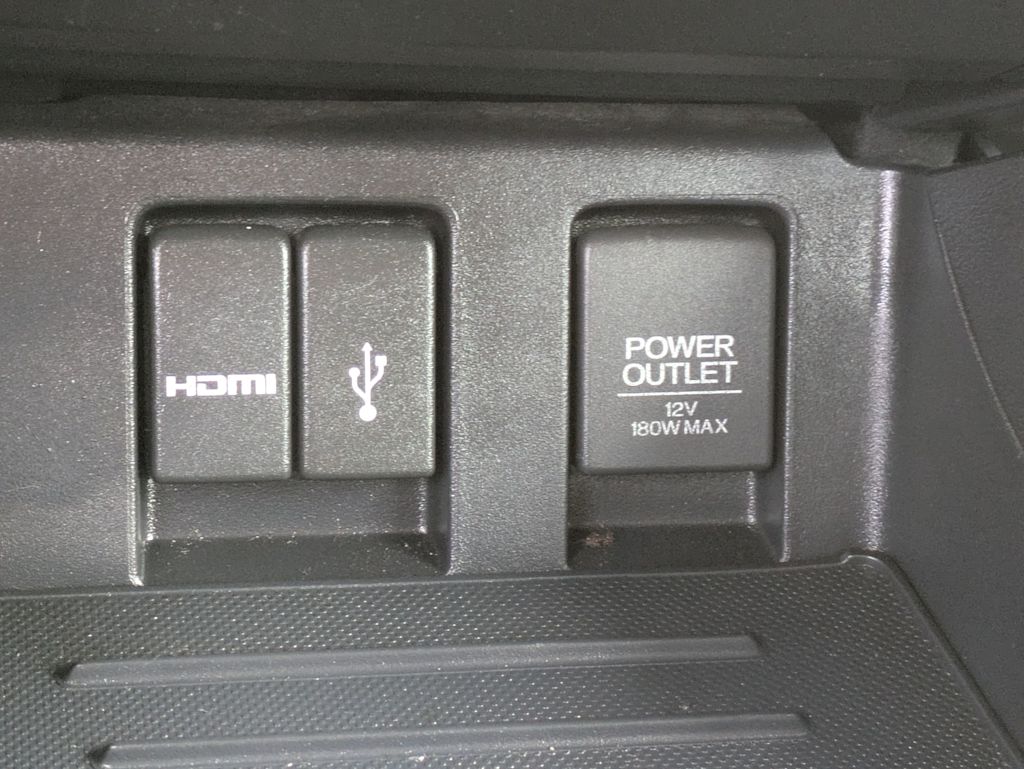 HDMI
POWER
OUTLET
12V
180W MAX